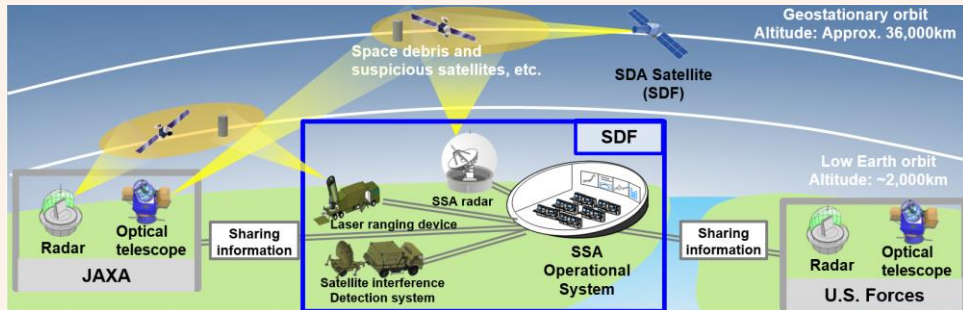 Geostationary orbit
Altitude: Approx. 36,000km
Space debris and
suspicious satellites, etc.
SDA Satellite
(SDF)
SDF
Low Earth orbit
Altitude: ~2,000km
SSA radar
Laser ranging device
Radar
Optical
telescope
JAXA
Sharing
information
Satellite interference
Detection system
SSA
Operational
System
Sharing
information
Radar
Optical
telescope
U.S. Forces